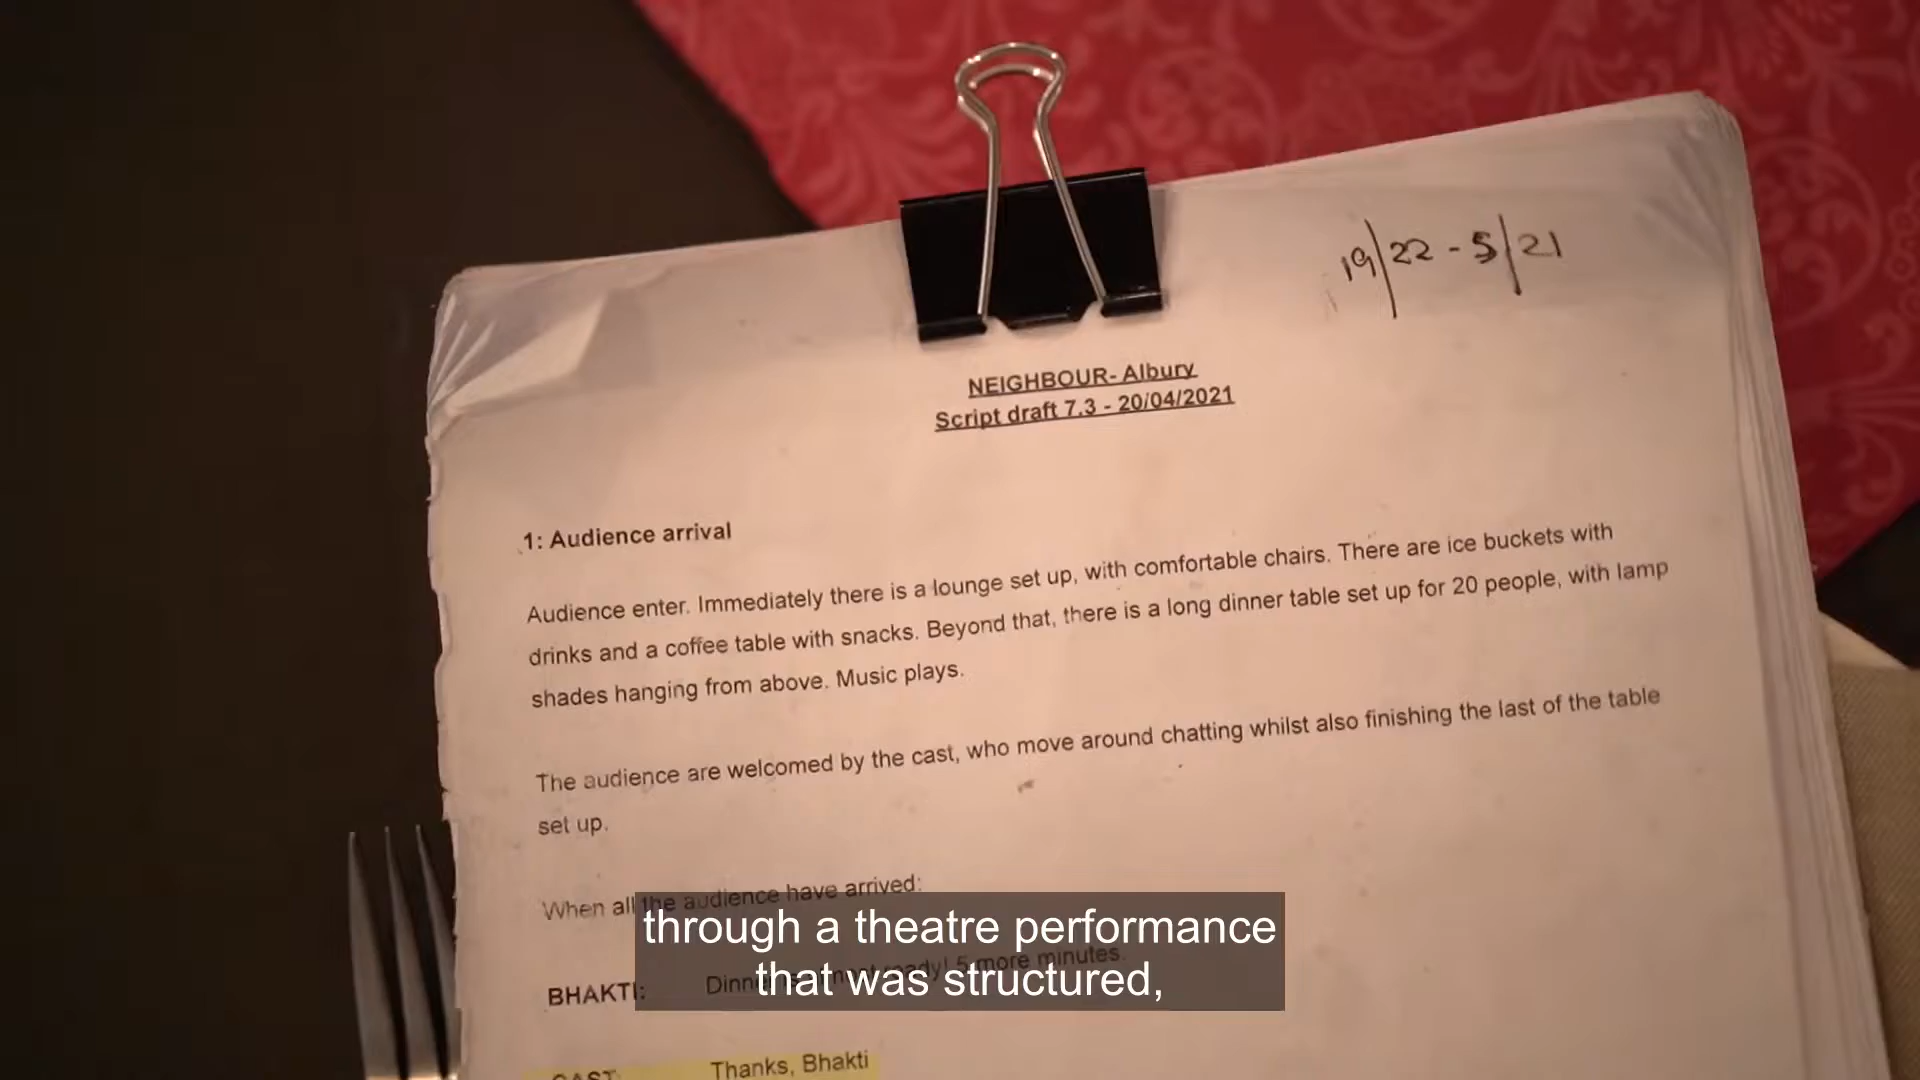 19/22 - 5/21
NEIGHBOUR- Albury
Script draft 7.3 - 20/04/2021
1: Audience arrival
Audience enter. Immediately there is a lounge set up, with comfortable chairs. There are ice buckets with
drinks and a coffee table with snacks. Beyond that, there is a long dinner table set up for 20 people, with lamp
shades hanging from above. Music plays.
The audience are welcomed by the cast, who move around chatting whilst also finishing the last of the table
set up.
When all the audience have arrived:
BHAKTI: ready! 5 more minutes.
CAST: Thanks, Bhakti
through a theatre performance
that was structured,